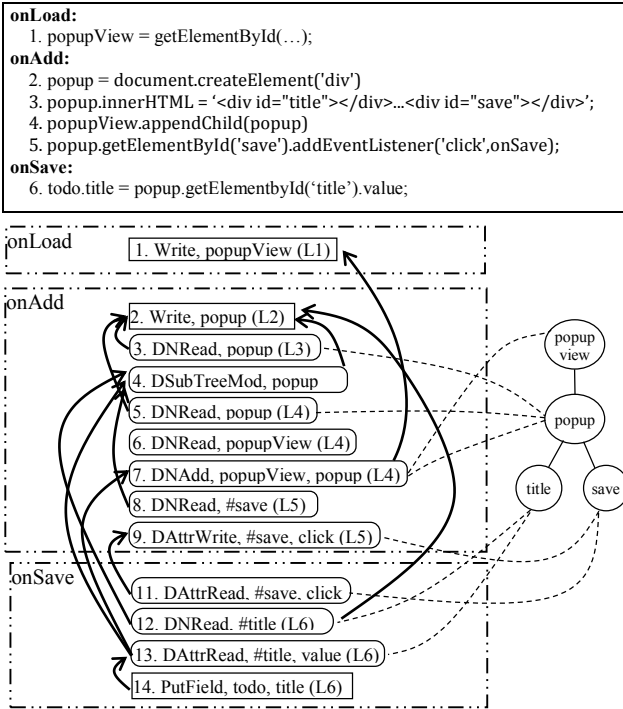 onLoad:
1. popupView = getElementById(…);
onAdd:
2. popup = document.createElement('div')
3. popup.innerHTML = ‘<div id="title"></div>...<div id="save"></div>’;
4. popupView.appendChild(popup)
5. popup.getElementById('save').addEventListener('click',onSave);
onSave:
6. todo.title = popup.getElementbyId(‘title’).value;
onLoad
1. Write, popupView (L1)
onAdd
2. Write, popup (L2)
3. DNRead, popup (L3)
4. DSubTreeMod, popup
5. DNRead, popup (L4)
6. DNRead, popupView (L4)
7. DNAdd, popupView, popup (L4)
8. DNRead, #save (L5)
9. DAttrWrite, #save, click (L5)
onSave
11. DAttrRead, #save, click
12. DNRead, #title (L6)
13. DAttrRead, #title, value (L6)
14. PutField, todo, title (L6)
popup
view
popup
title
save